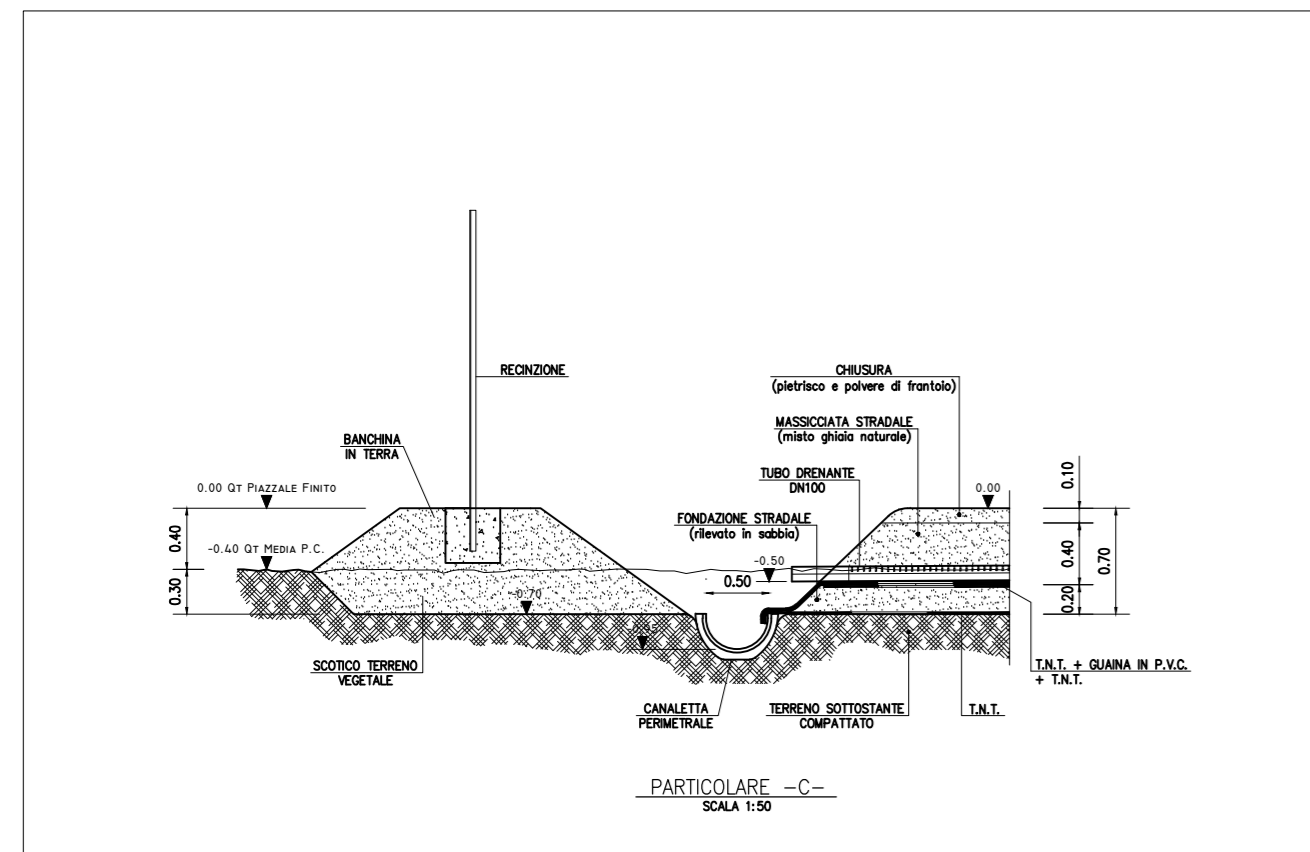 RECINZIONE
CHIUSURA
(pietrisco e polvere di frantoio)
MASSICCIATA STRADALE
(misto ghiaia naturale)
BANCHINA
IN TERRA
TUBO DRENANTE
DN100
0.10
0.00 QT PIAZZALE FINITO
0.00
FONDAZIONE STRADALE
(rilevato in sabbia)
0.40
-0.40 QT MEDIA P.C.
-0.50
0.50
0.40
0.70
0.30
-0.70
0.20
SCOTICO TERRENO
VEGETALE
T.N.T. + GUAINA IN P.V.C.
+ T.N.T.
CANALETTA
PERIMETRALE
TERRENO SOTTOSTANTE
COMPATTATO
T.N.T.
PARTICOLARE -C-
SCALA 1:50